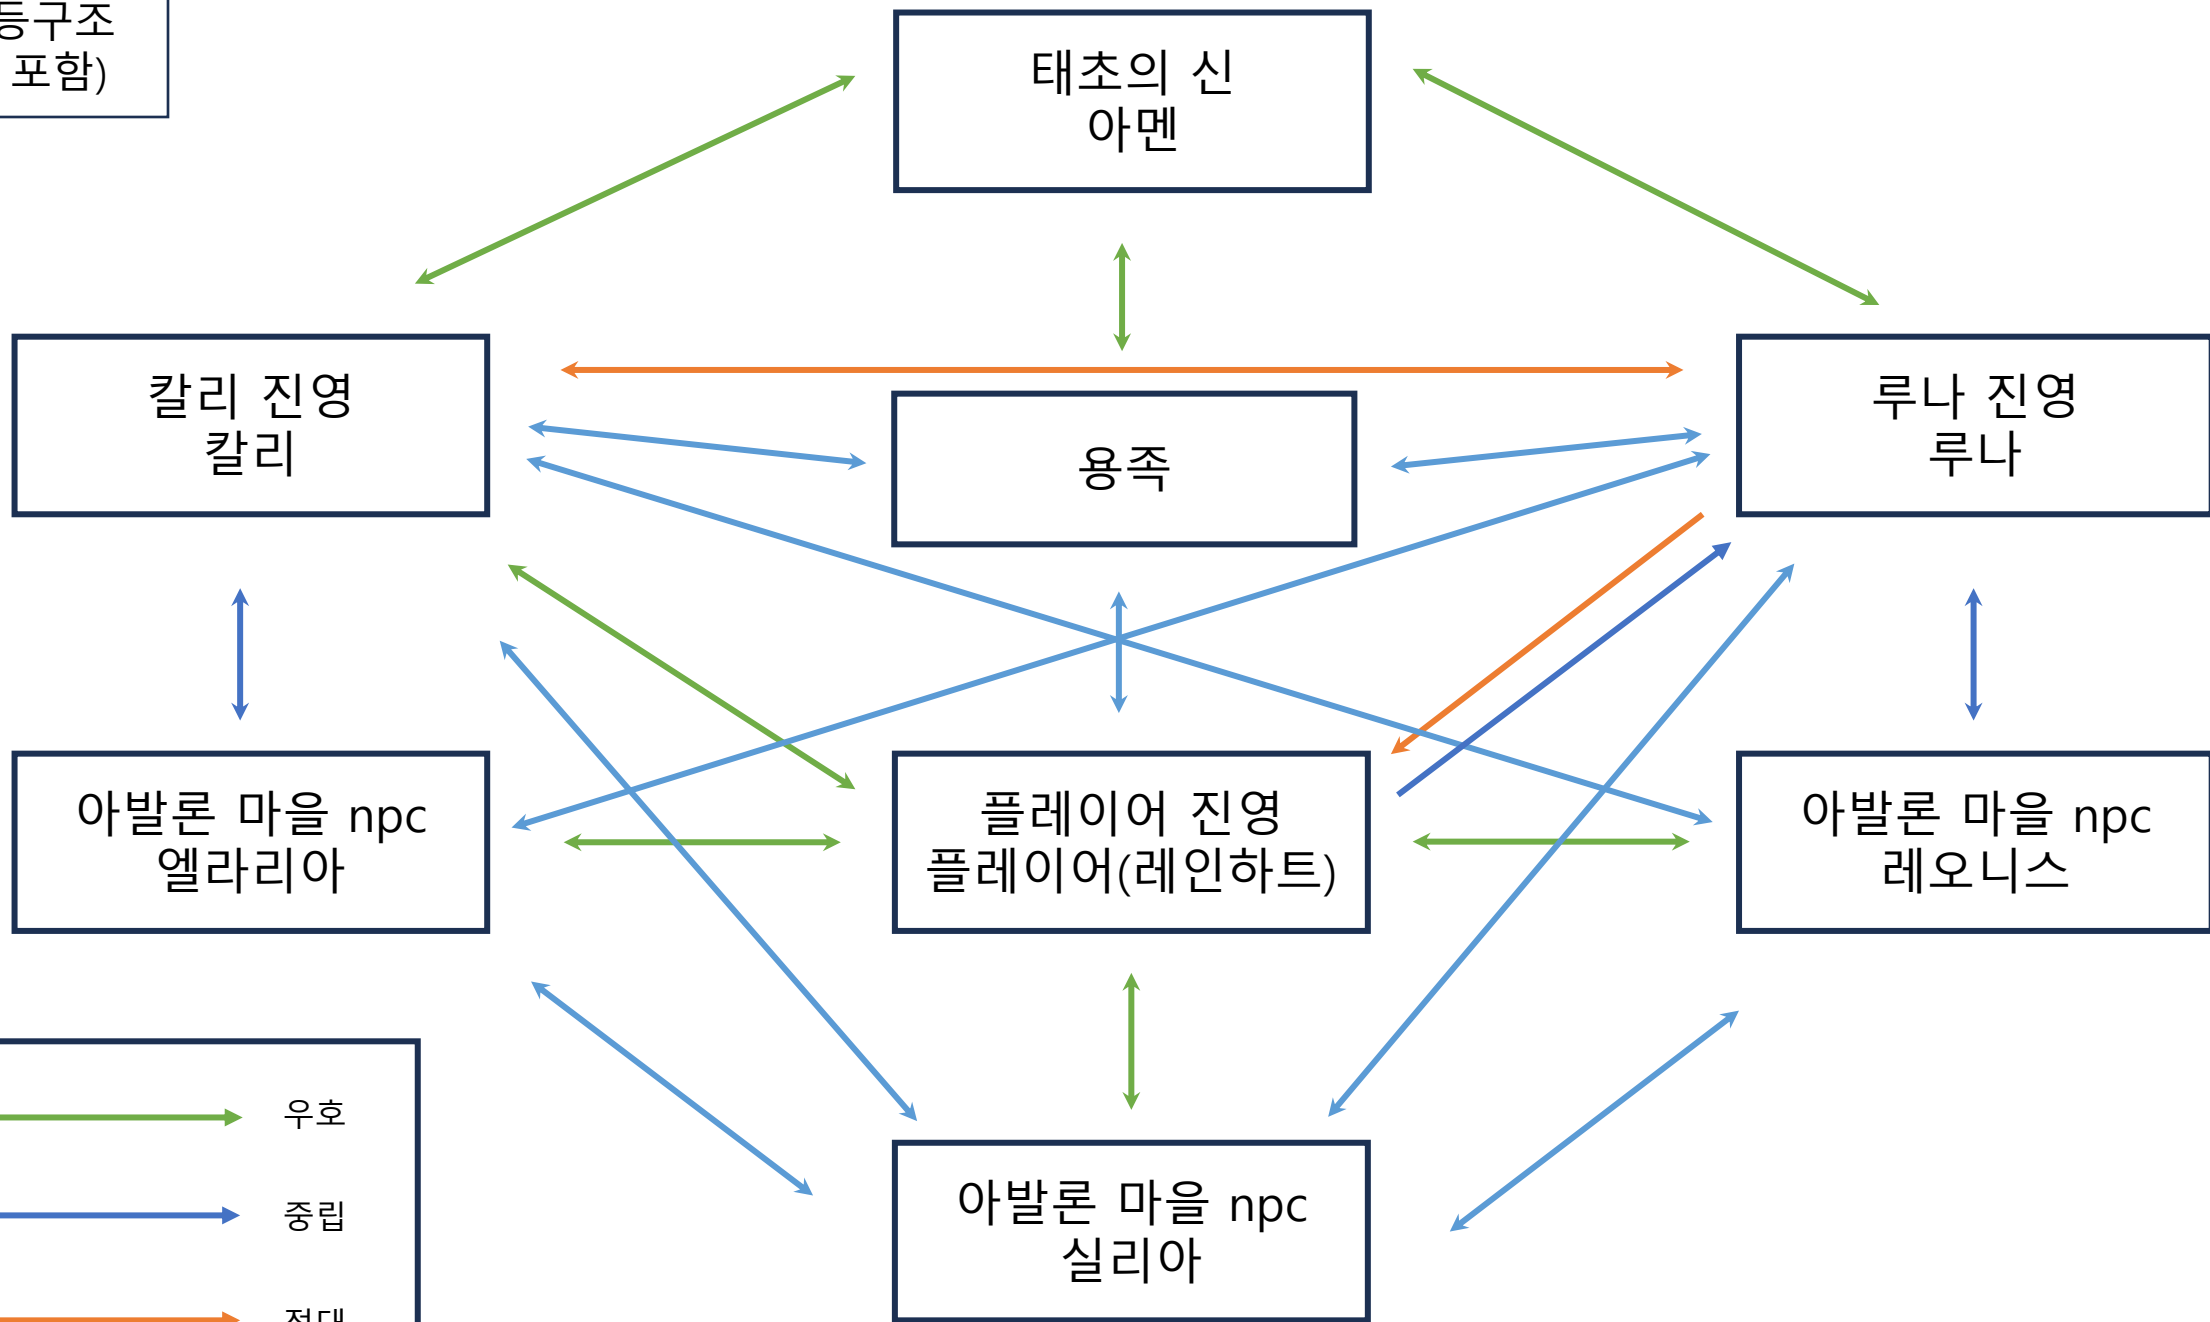 등구조
포함)
태초의 신
아멘
칼리 진영
칼리
용족
루나 진영
루나
아발론 마을 npc
엘라리아
플레이어 진영
플레이어(레인하트)
아발론 마을 npc
레오니스
아발론 마을 npc
실리아
우호
중립
적대